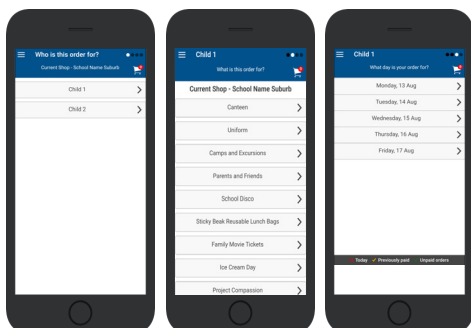 Who is this order for?
Current Shop - School Name Suburb
Child 1
Child 2
Child 1
What is this order for?
Current Shop - School Name Suburb
Canteen
Uniform
Camps and Excursions
Parents and Friends
School Disco
Sticky Beak Reusable Lunch Bags
Family Movie Tickets
Ice Cream Day
Project Compassion
Child 1
What day is your order for?
Monday, 13 Aug
Tuesday, 14 Aug
Wednesday, 15 Aug
Thursday, 16 Aug
Friday, 17 Aug
Today ✓ Previously paid Unpaid orders